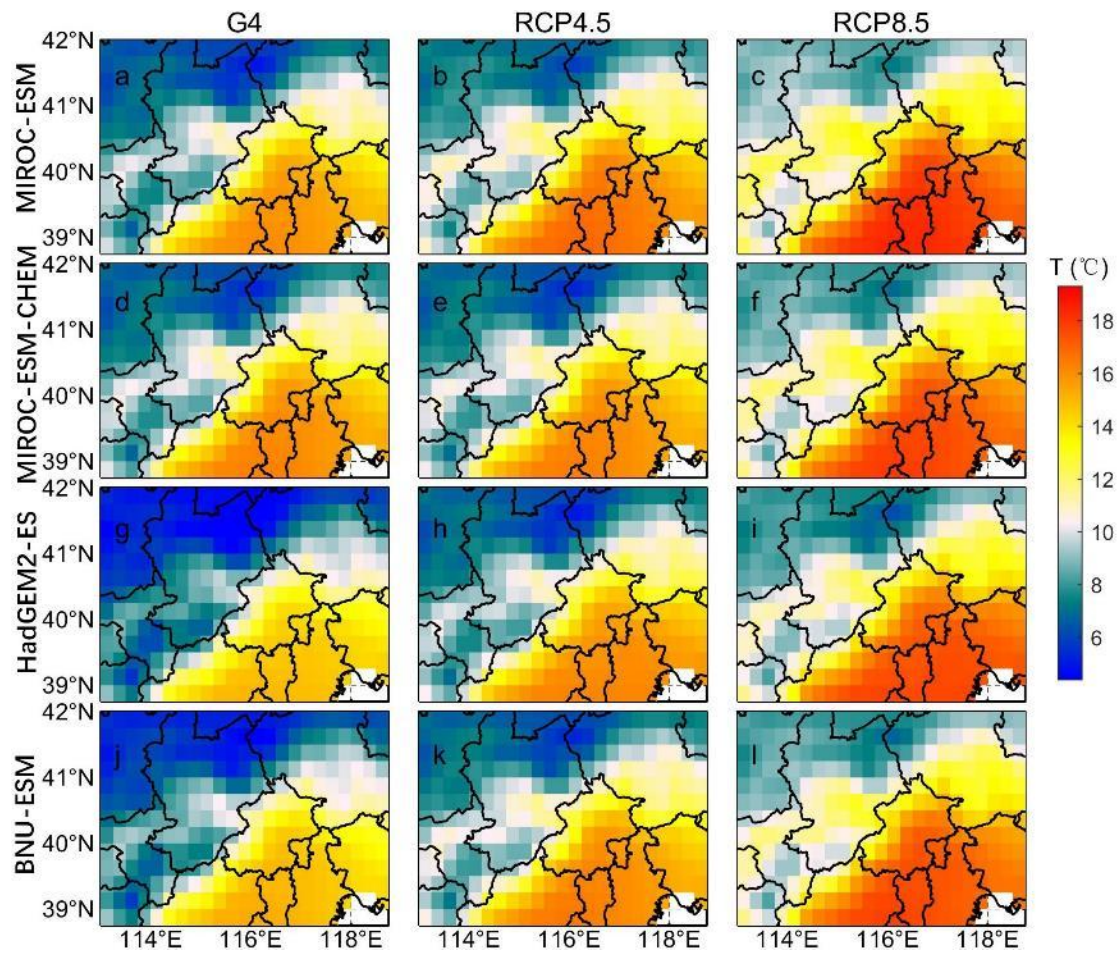 G4 RCP4.5 RCP8.5
MIROC-ESM
42°N
41°N
40°N
39°N
a b c
MIROC-ESM-CHEM
42°N
41°N
40°N
39°N
d e f
HadGEM2-ES
42°N
41°N
40°N
39°N
g h i
BNU-ESM
42°N
41°N
40°N
39°N
j k l
114°E 116°E 118°E 114°E 116°E 118°E 114°E 116°E 118°E
T (℃)
18
16
14
12
10
8
6